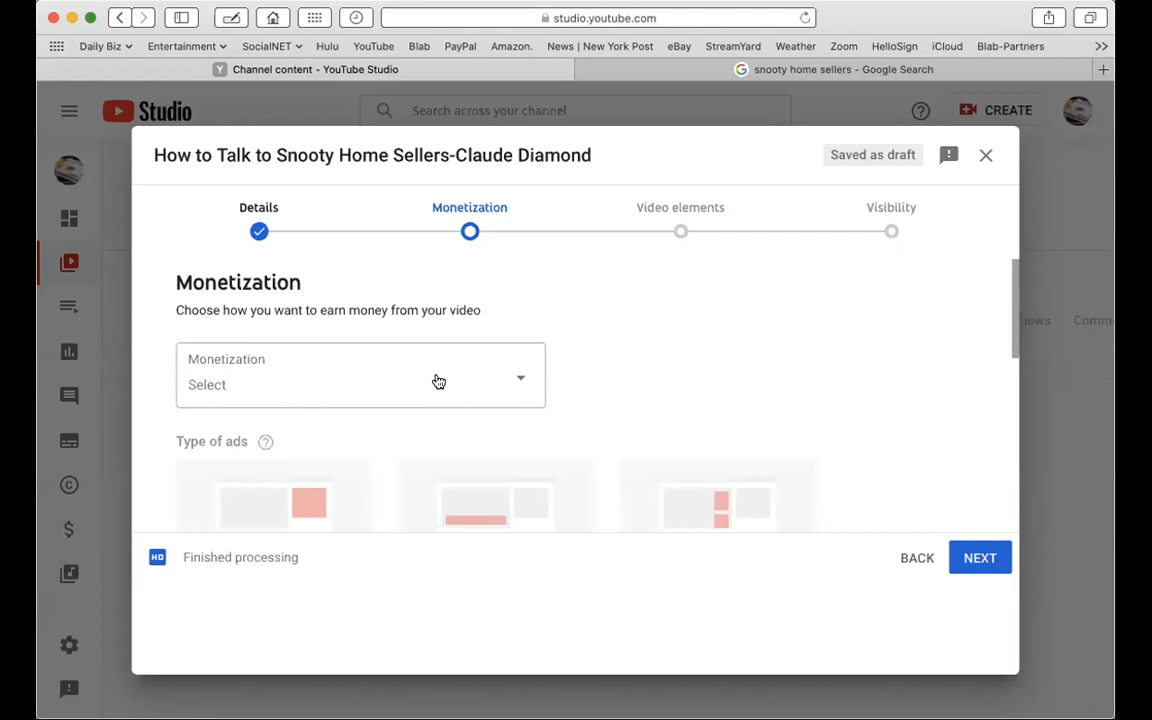 studio.youtube.com
Daily Biz Entertainment SocialNET Hulu YouTube Blab PayPal Amazon. News | New York Post eBay StreamYard Weather Zoom HelloSign iCloud Blab-Partners
Y Channel content - YouTube Studio G snooty home sellers - Google Search
Studio Search across your channel ? CREATE
How to Talk to Snooty Home Sellers-Claude Diamond Saved as draft
Details Monetization Video elements Visibility
Monetization
Choose how you want to earn money from your video
iews Comm
Monetization
Select
Type of ads ?
HD Finished processing BACK NEXT